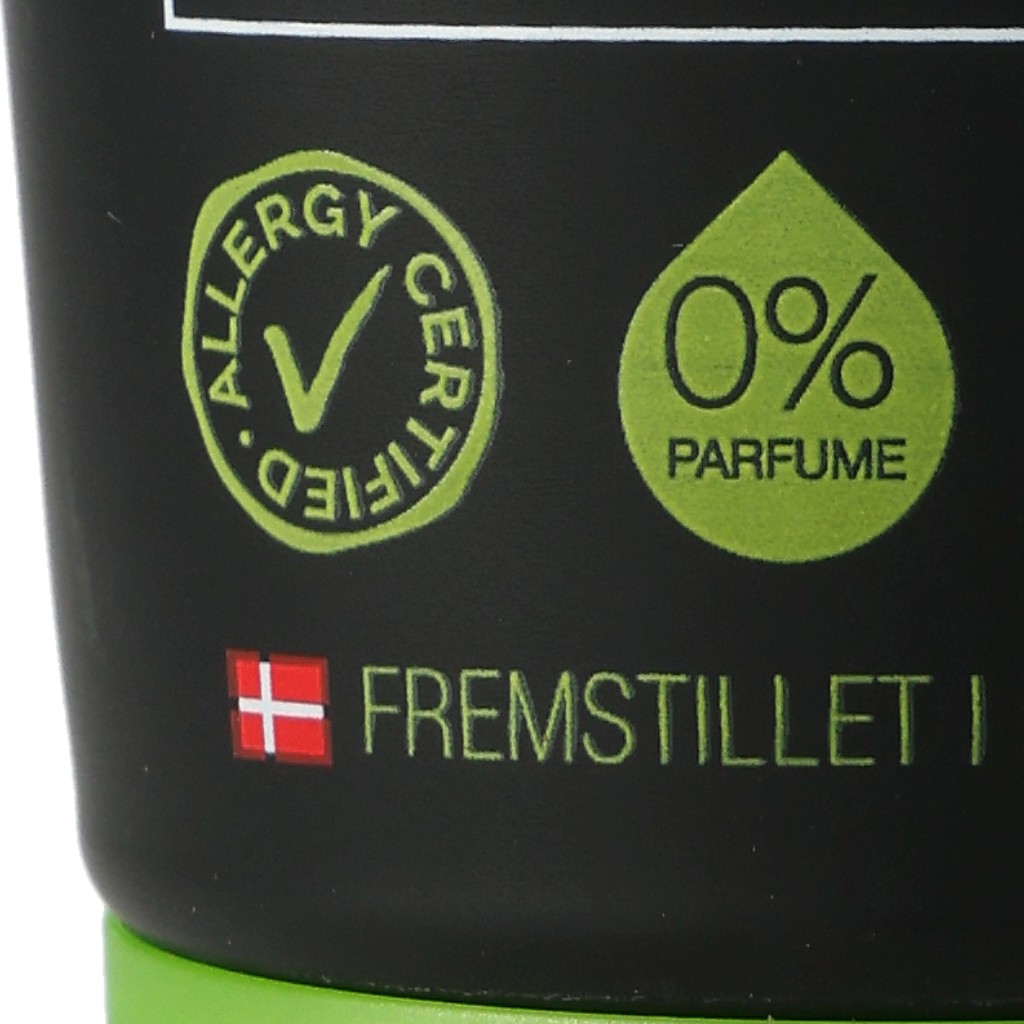 ALLERGY CERTIFIED ·
0%
PARFUME
FREMSTILLET I